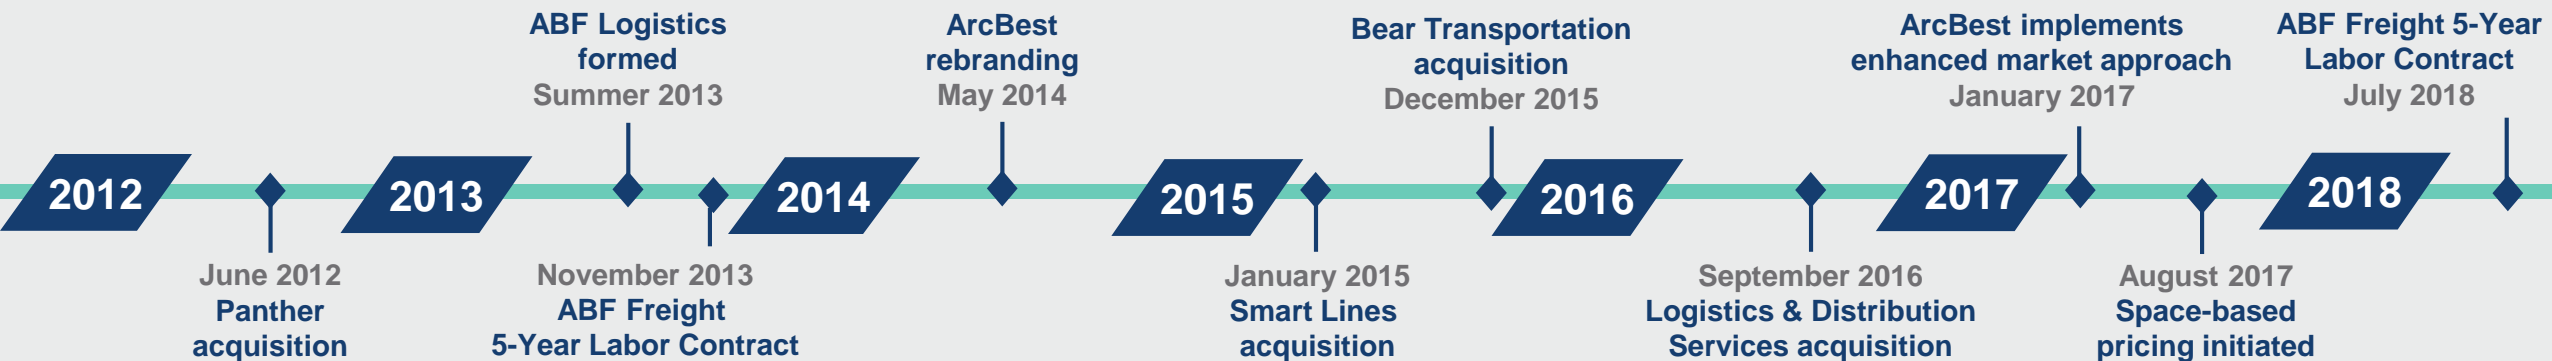 ABF Logistics
formed
Summer 2013
ArcBest
rebranding
May 2014
Bear Transportation
acquisition
December 2015
ArcBest implements
enhanced market approach
January 2017
ABF Freight 5-Year
Labor Contract
July 2018
2012
2013
2014
2015
2016
2017
2018
June 2012
Panther
acquisition
November 2013
ABF Freight
5-Year Labor Contract
January 2015
Smart Lines
acquisition
September 2016
Logistics & Distribution
Services acquisition
August 2017
Space-based
pricing initiated